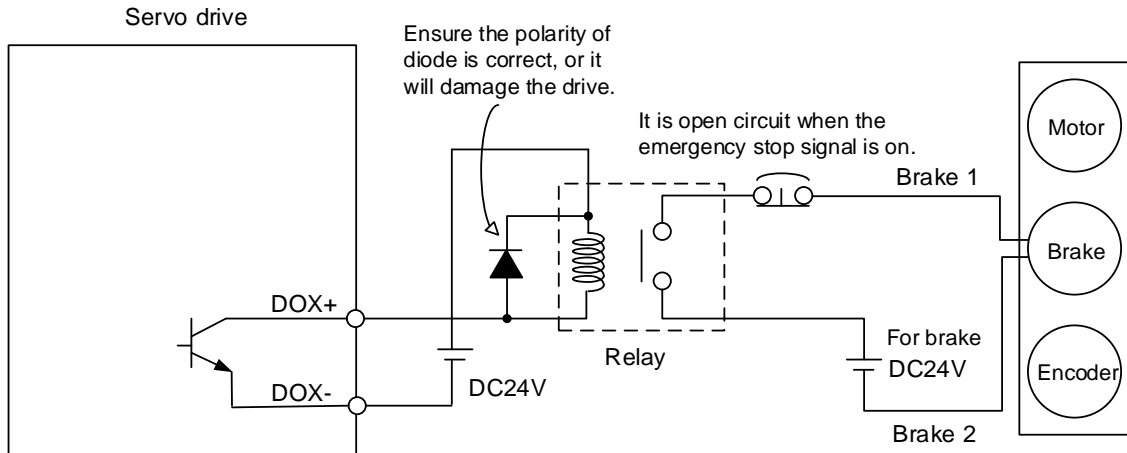 Servo drive
Ensure the polarity of
diode is correct, or it
will damage the drive.
It is open circuit when the
emergency stop signal is on.
Motor
Brake 1
Brake
DOX+
Relay
For brake
DC24V
Encoder
DOX-
DC24V
Brake 2